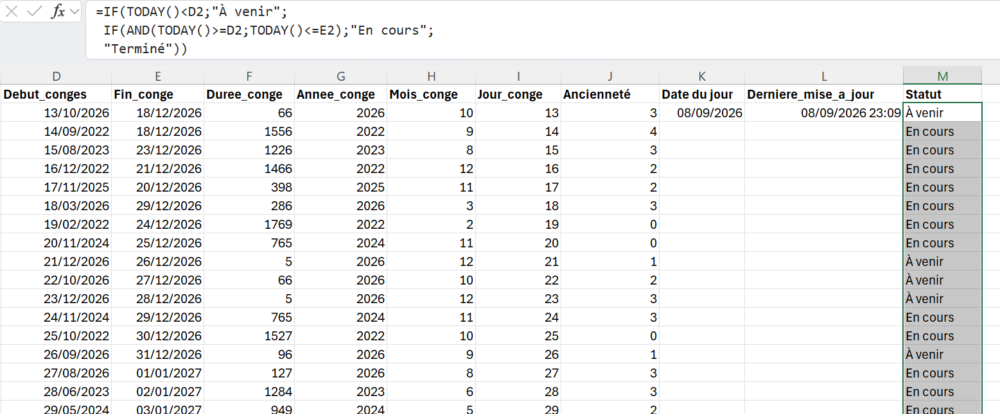 fx =IF(TODAY()<D2;"À venir";
IF(AND(TODAY()>=D2;TODAY()<=E2);"En cours";
"Terminé"))
D E F G H I J K L M
Debut_conges Fin_conge Duree_conge Annee_conge Mois_conge Jour_conge Ancienneté Date du jour Derniere_mise_a_jour Statut
13/10/2026 18/12/2026 66 2026 10 13 3 08/09/2026 08/09/2026 23:09 À venir
14/09/2022 18/12/2026 1556 2022 9 14 4 En cours
15/08/2023 23/12/2026 1226 2023 8 15 3 En cours
16/12/2022 21/12/2026 1466 2022 12 16 2 En cours
17/11/2025 20/12/2026 398 2025 11 17 2 En cours
18/03/2026 29/12/2026 286 2026 3 18 3 En cours
19/02/2022 24/12/2026 1769 2022 2 19 0 En cours
20/11/2024 25/12/2026 765 2024 11 20 0 En cours
21/12/2026 26/12/2026 5 2026 12 21 1 À venir
22/10/2026 27/12/2026 66 2026 10 22 2 À venir
23/12/2026 28/12/2026 5 2026 12 23 3 À venir
24/11/2024 29/12/2026 765 2024 11 24 3 En cours
25/10/2022 30/12/2026 1527 2022 10 25 0 En cours
26/09/2026 31/12/2026 96 2026 9 26 1 À venir
27/08/2026 01/01/2027 127 2026 8 27 3 En cours
28/06/2023 02/01/2027 1284 2023 6 28 3 En cours
29/05/2024 03/01/2027 949 2024 5 29 2 En cours